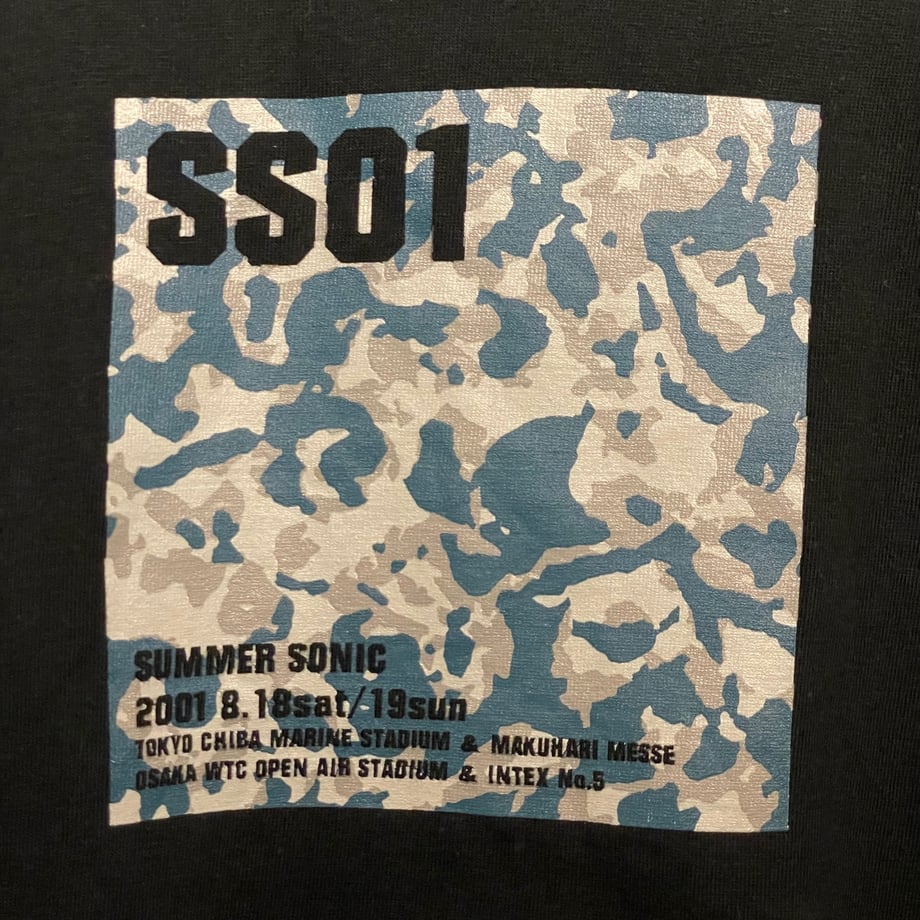 SS01
SUMMER SONIC
2001 8.18sat/19sun
TOKYO CHIBA MARINE STADIUM & MAKUHARI MESSE
OSAKA WTC OPEN AIR STADIUM & INTEX No.5